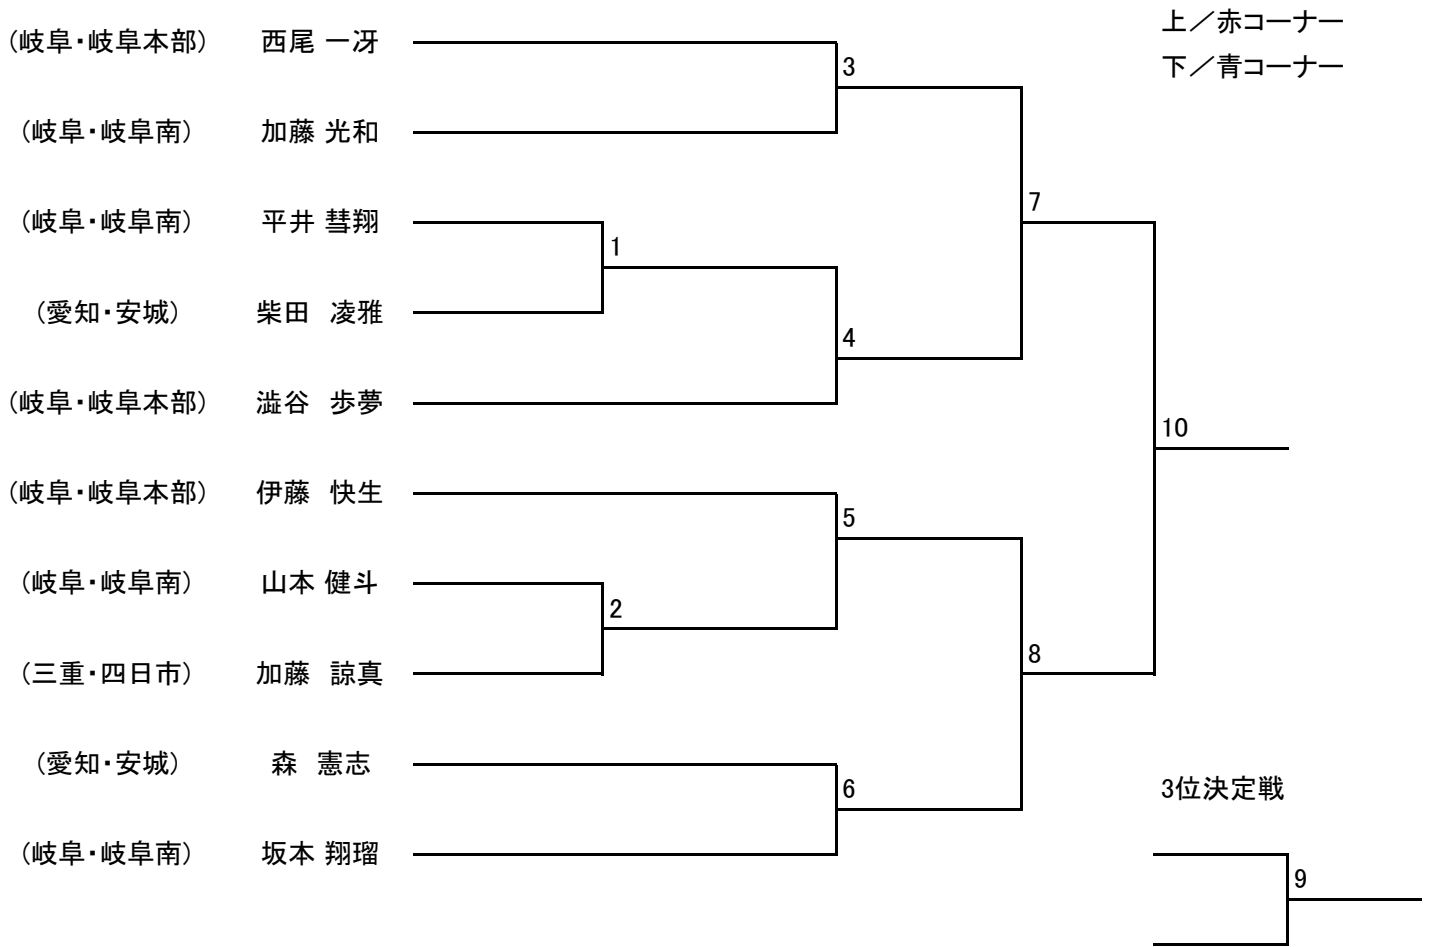 上／赤コーナー
下／青コーナー
(岐阜・岐阜本部) 西尾 一冴
3
(岐阜・岐阜南) 加藤 光和
(岐阜・岐阜南) 平井 彗翔
7
1
(愛知・安城) 柴田 凌雅
4
(岐阜・岐阜本部) 澁谷 歩夢
10
(岐阜・岐阜本部) 伊藤 快生
5
(岐阜・岐阜南) 山本 健斗
2
(三重・四日市) 加藤 諒真
8
(愛知・安城) 森 憲志
6
3位決定戦
(岐阜・岐阜南) 坂本 翔瑠
9